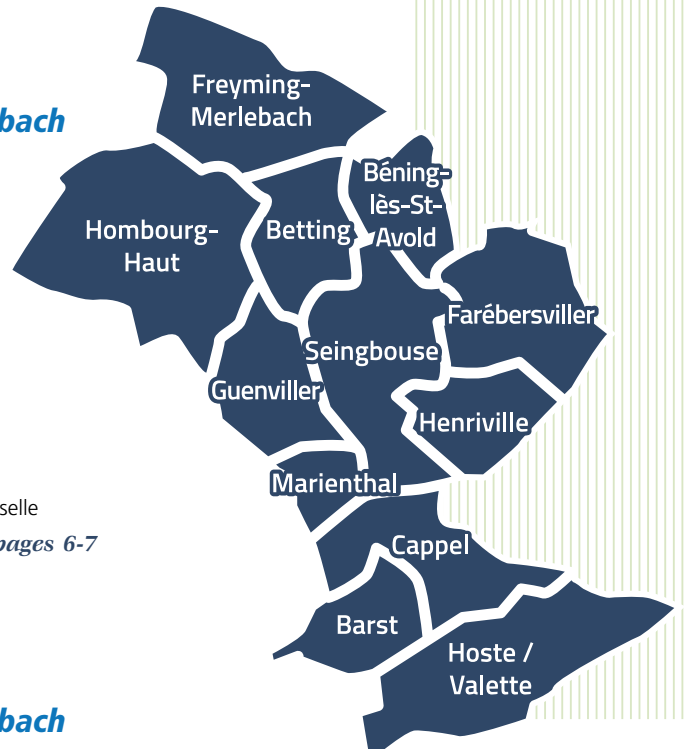 Freyming-
Merlebach
bach
Béning-
lès-St-
Avold
Hombourg-
Haut
Betting
Farébersviller
Seingbouse
Guenviller
Henriville
Marienthal
selle
pages 6-7
Cappel
Barst
Hoste /
Valette
bach